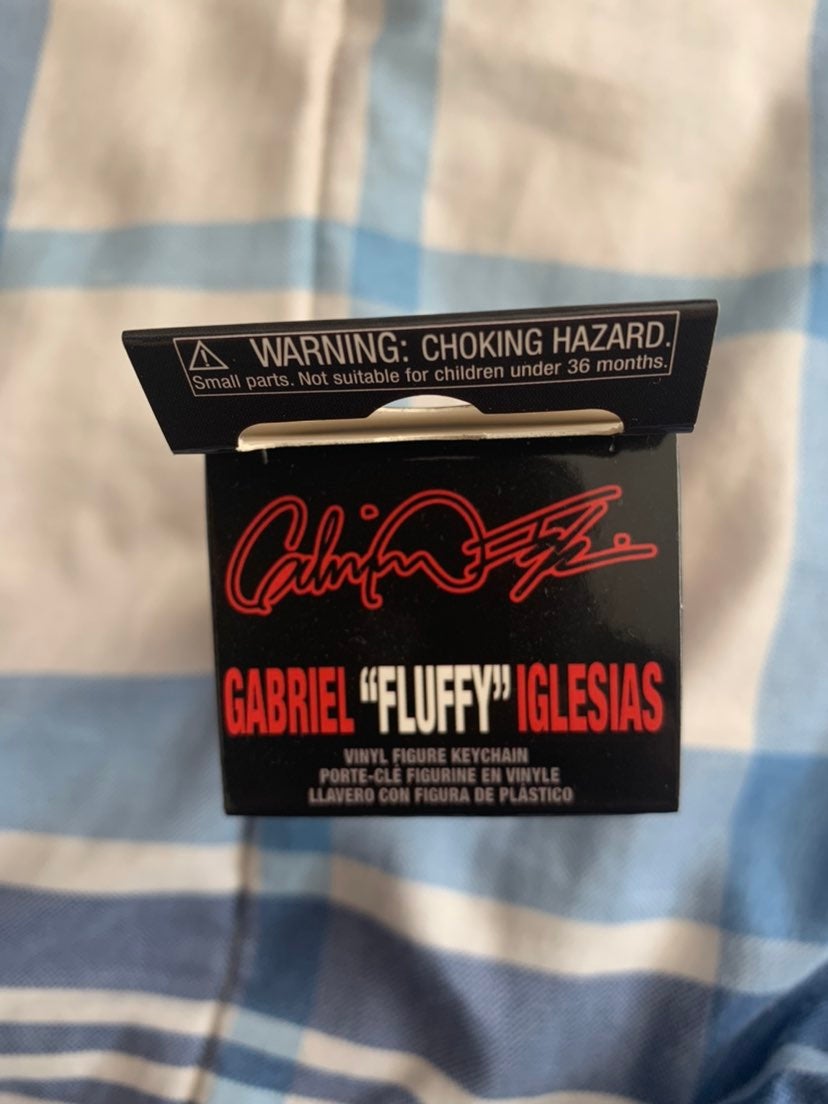 WARNING: CHOKING HAZARD.
Small parts. Not suitable for children under 36 months.
GABRIEL “FLUFFY” IGLESIAS
VINYL FIGURE KEYCHAIN
PORTE-CLÉ FIGURINE EN VINYLE
LLAVERO CON FIGURA DE PLÁSTICO